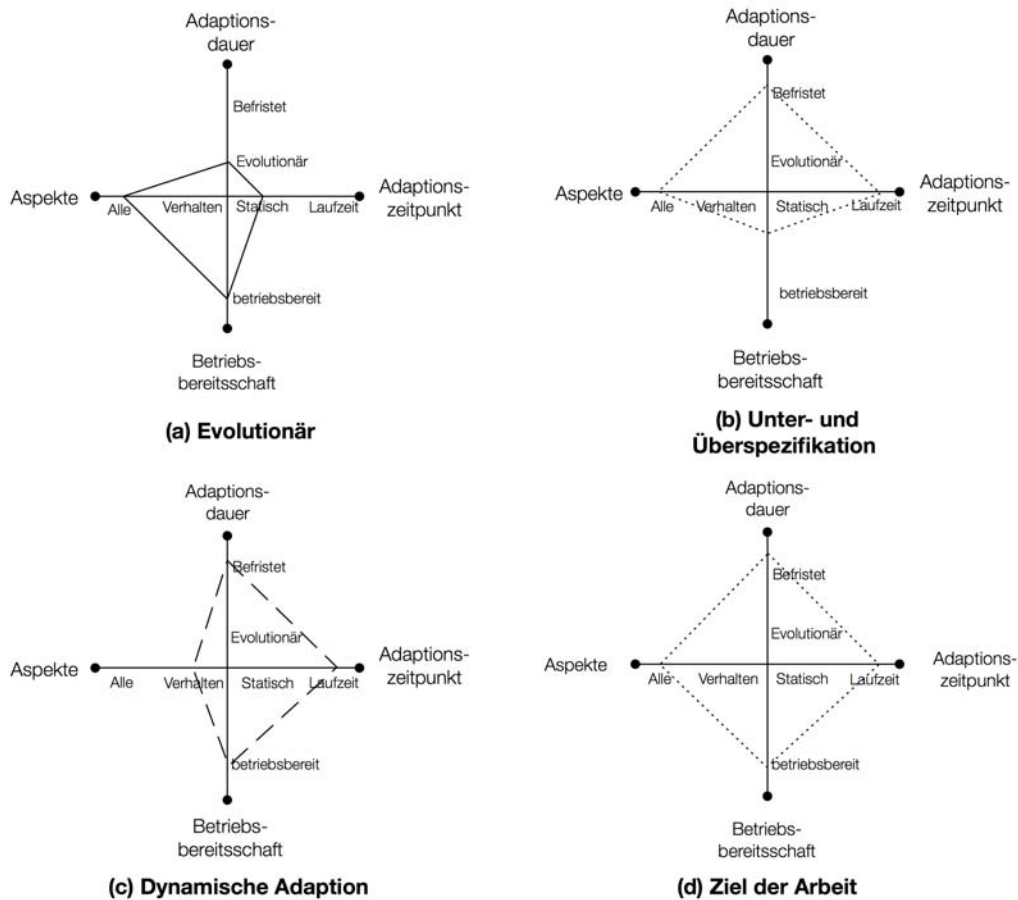 Adaptions-
dauer
Befristet
Evolutionär
Aspekte
Alle
Verhalten
Statisch
Laufzeit
Adaptions-
zeitpunkt
betriebsbereit
Betriebs-
bereitsschaft
(a) Evolutionär
Adaptions-
dauer
Befristet
Evolutionär
Aspekte
Alle
Verhalten
Statisch
Laufzeit
Adaptions-
zeitpunkt
betriebsbereit
Betriebs-
bereitsschaft
(b) Unter- und
Überspezifikation
Adaptions-
dauer
Befristet
Evolutionär
Aspekte
Alle
Verhalten
Statisch
Laufzeit
Adaptions-
zeitpunkt
betriebsbereit
Betriebs-
bereitsschaft
(c) Dynamische Adaption
Adaptions-
dauer
Befristet
Evolutionär
Aspekte
Alle
Verhalten
Statisch
Laufzeit
Adaptions-
zeitpunkt
betriebsbereit
Betriebs-
bereitsschaft
(d) Ziel der Arbeit